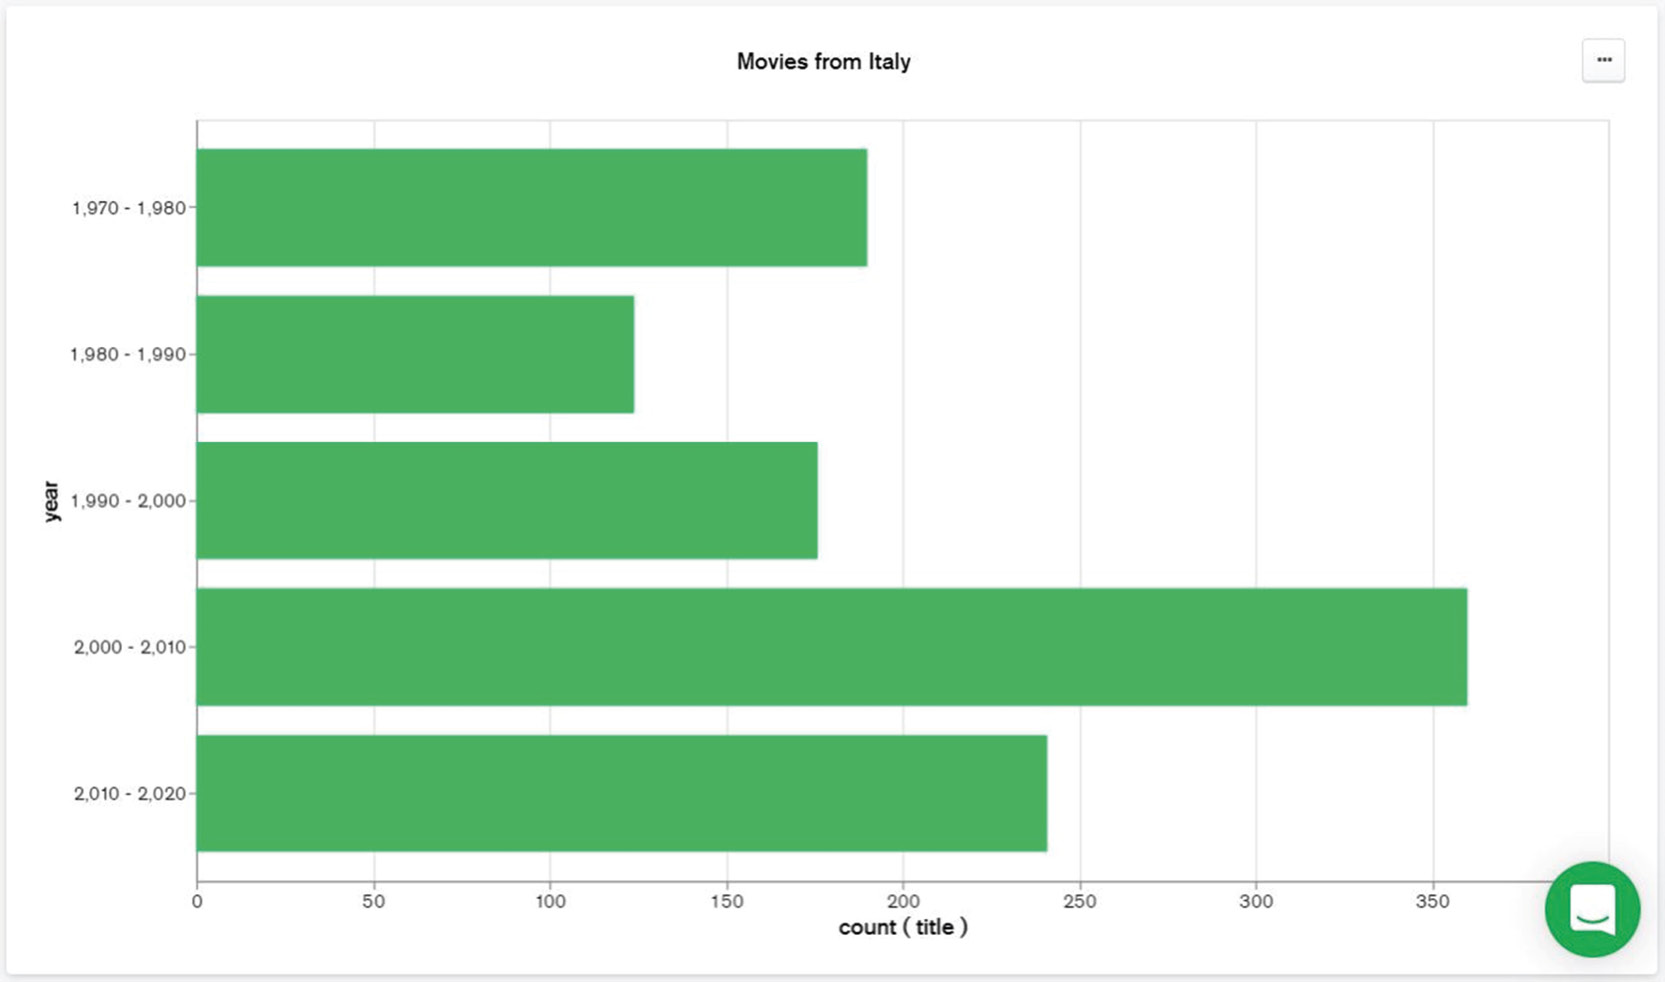 Movies from Italy
...
1,970 - 1,980
1,980 - 1,990
1,990 - 2,000
2,000 - 2,010
2,010 - 2,020
year
0 50 100 150 200 250 300 350
count ( title )